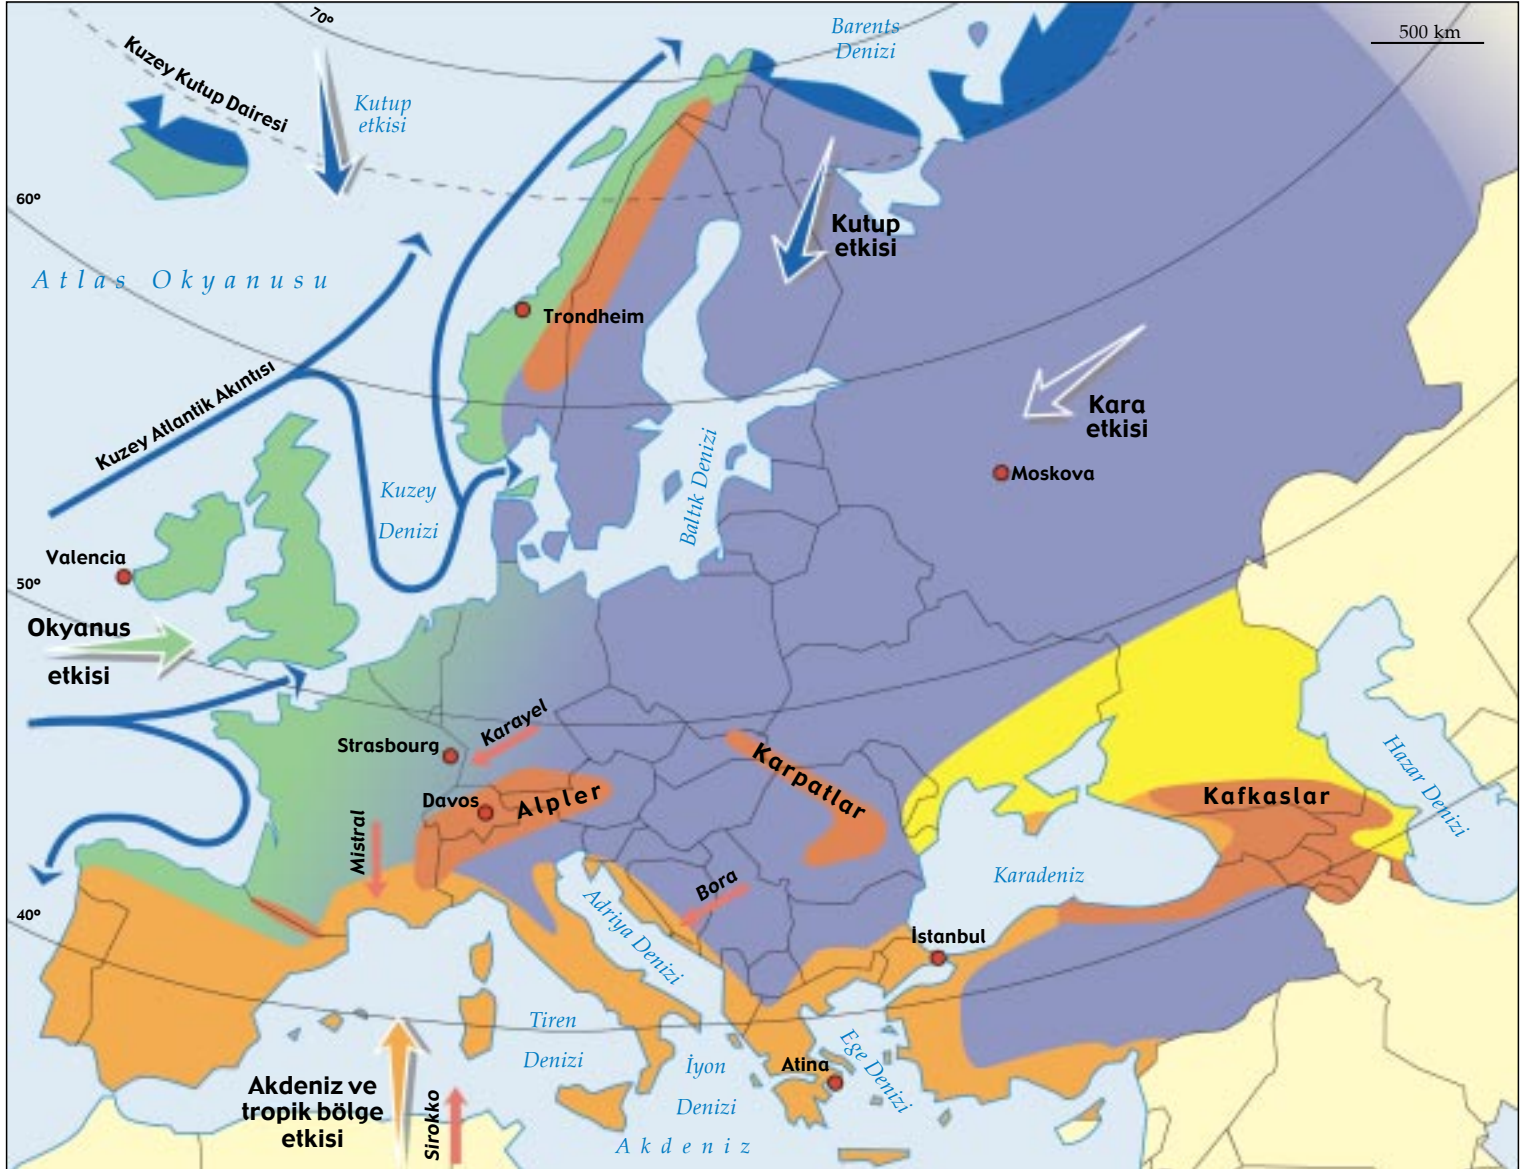 70°
Barents
Denizi
500 km
Kuzey Kutup Dairesi
Kutup
etkisi
60°
Kutup
etkisi
Atlas Okyanusu
Trondheim
Kuzey Atlantik Akıntısı
Kara
etkisi
Moskova
Kuzey
Denizi
Baltık Denizi
Valencia
50°
Okyanus
etkisi
Karayel
Strasbourg
Karpatlar
Hazar Denizi
Davos
Alpler
Kafkaslar
Mistral
Bora
Karadeniz
40°
Adriya Denizi
İstanbul
Tiren
Denizi
Ege Denizi
İyon
Denizi
Atina
Akdeniz ve
tropik bölge
etkisi
Sirokko
Akdeniz